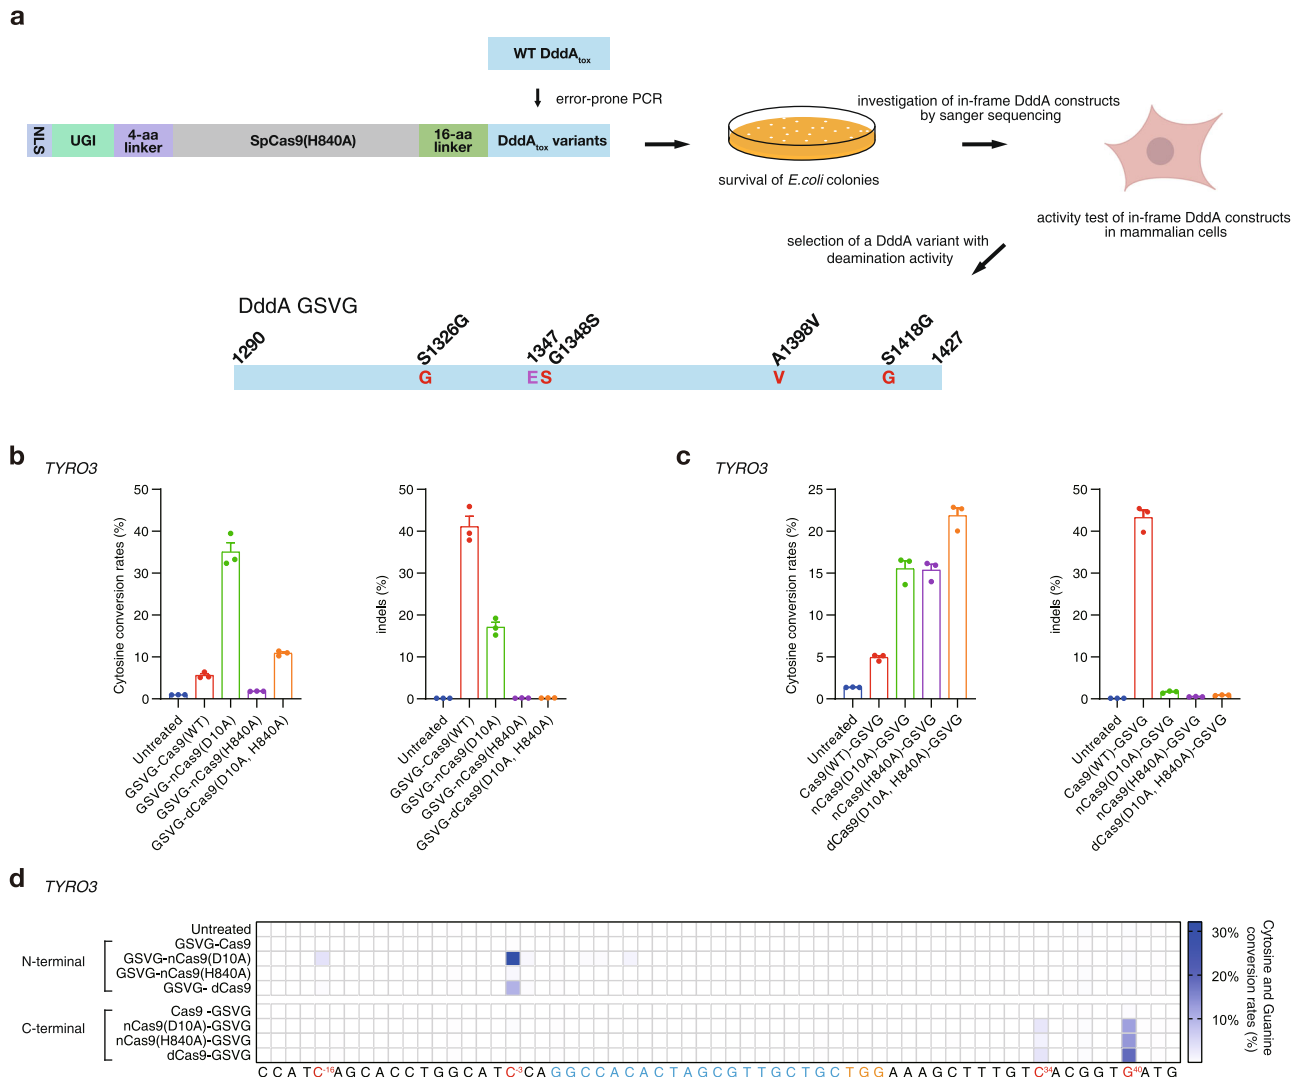 a
WT DddAtox
error-prone PCR
NLS
UGI
4-aa linker
SpCas9(H840A)
16-aa linker
DddAtox variants
survival of E.coli colonies
investigation of in-frame DddA constructs
by sanger sequencing
activity test of in-frame DddA constructs
in mammalian cells
selection of a DddA variant with
deamination activity
DddA GSVG
1290
S1326G
1347
G1348S
A1398V
S1418G
1427
G
E
S
V
G
b
TYRO3
Cytosine conversion rates (%)
50
40
30
20
10
0
Untreated
GSVG-Cas9(WT)
GSVG-nCas9(D10A)
GSVG-nCas9(H840A)
GSVG-dCas9(D10A, H840A)
indels (%)
50
40
30
20
10
0
Untreated
GSVG-Cas9(WT)
GSVG-nCas9(D10A)
GSVG-nCas9(H840A)
GSVG-dCas9(D10A, H840A)
c
TYRO3
Cytosine conversion rates (%)
25
20
15
10
5
0
Untreated
Cas9(WT)-GSVG
nCas9(D10A)-GSVG
nCas9(H840A)-GSVG
dCas9(D10A, H840A)-GSVG
indels (%)
50
40
30
20
10
0
Untreated
Cas9(WT)-GSVG
nCas9(D10A)-GSVG
nCas9(H840A)-GSVG
dCas9(D10A, H840A)-GSVG
d
TYRO3
Untreated
N-terminal
GSVG-Cas9
GSVG-nCas9(D10A)
GSVG-nCas9(H840A)
GSVG- dCas9
C-terminal
Cas9 -GSVG
nCas9(D10A)-GSVG
nCas9(H840A)-GSVG
dCas9-GSVG
CCATC-16AGCACCTGGCATC-3CAGGCCACACTAGCGTTGCTGCTGGAAAGCTTTGTC34ACGGTG40ATG
30%
20%
10%
Cytosine and Guanine
conversion rates (%)